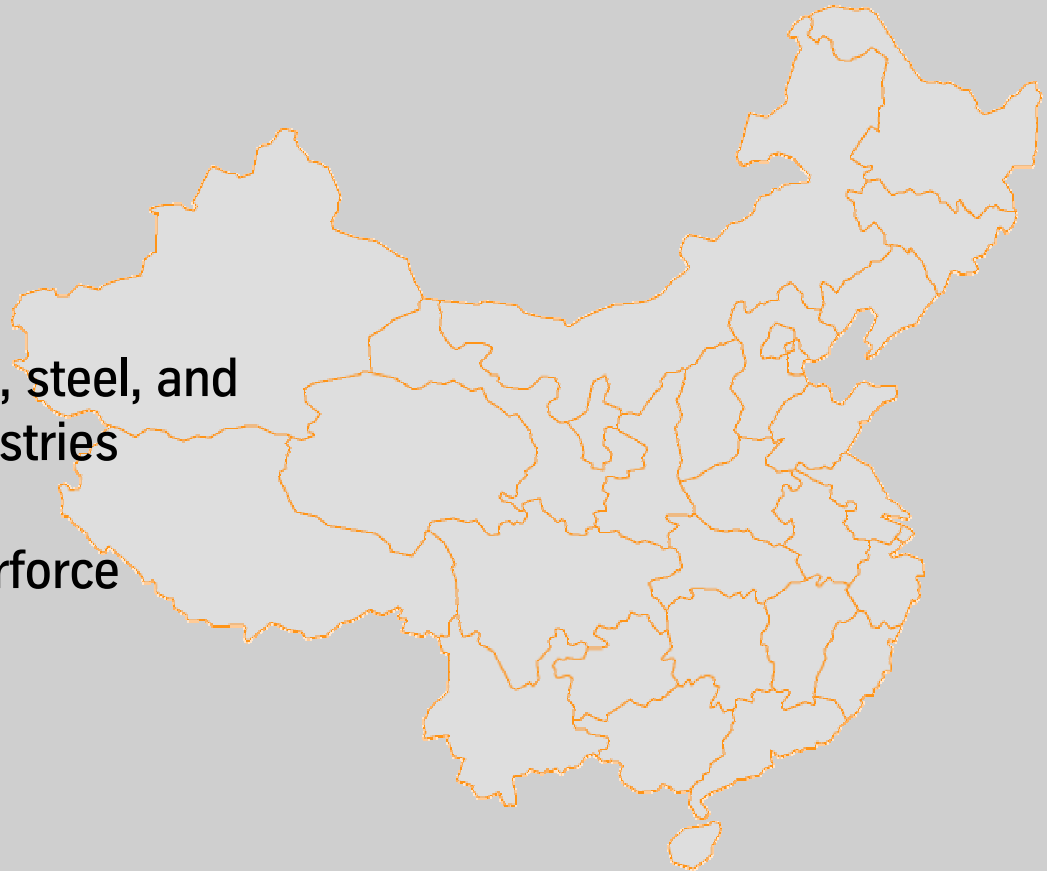 , steel, and
stries
rforce